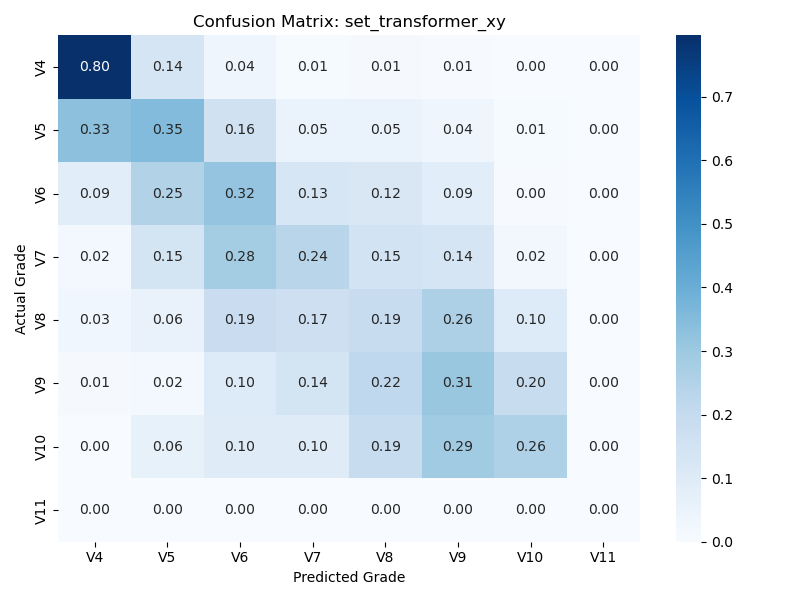 Confusion Matrix: set_transformer_xy
V4 0.80 0.14 0.04 0.01 0.01 0.01 0.00 0.00
V5 0.33 0.35 0.16 0.05 0.05 0.04 0.01 0.00
V6 0.09 0.25 0.32 0.13 0.12 0.09 0.00 0.00
V7 0.02 0.15 0.28 0.24 0.15 0.14 0.02 0.00
V8 0.03 0.06 0.19 0.17 0.19 0.26 0.10 0.00
V9 0.01 0.02 0.10 0.14 0.22 0.31 0.20 0.00
V10 0.00 0.06 0.10 0.10 0.19 0.29 0.26 0.00
V11 0.00 0.00 0.00 0.00 0.00 0.00 0.00 0.00
V4 V5 V6 V7 V8 V9 V10 V11
Predicted Grade
Actual Grade
0.7
0.6
0.5
0.4
0.3
0.2
0.1
0.0